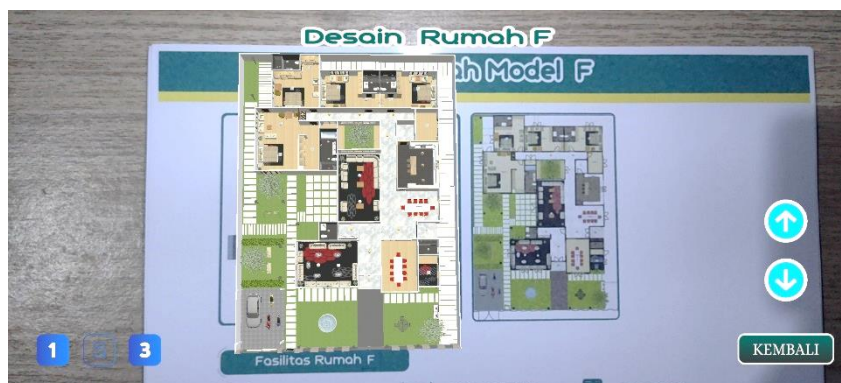 Desain Rumah F
ah Model F
1
3
Fasilitas Rumah F
KEMBALI